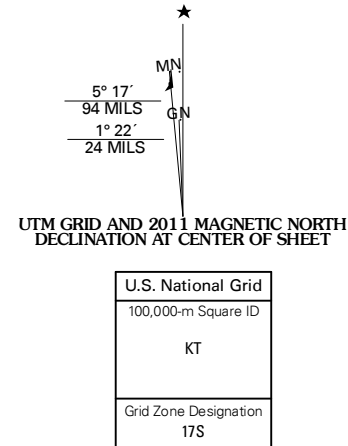 ★
MN
5° 17´
94 MILS
GN
1° 22´
24 MILS
UTM GRID AND 2011 MAGNETIC NORTH
DECLINATION AT CENTER OF SHEET
U.S. National Grid
100,000-m Square ID
KT
Grid Zone Designation
17S